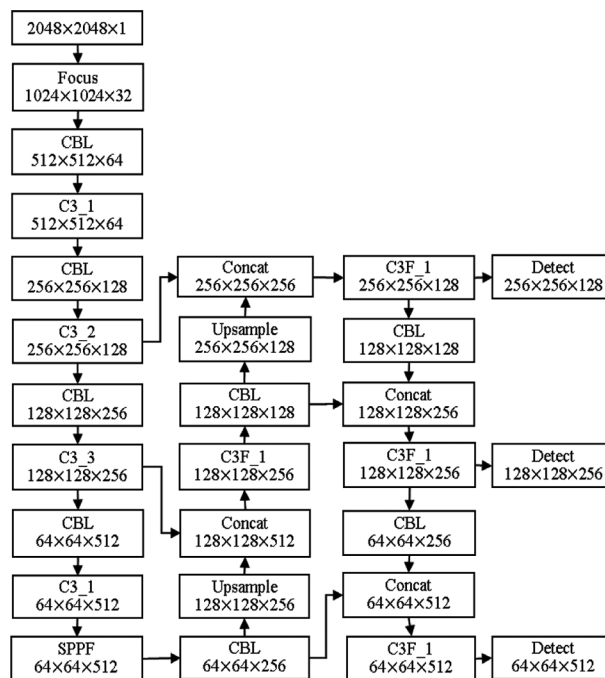 2048×2048×1
Focus
1024×1024×32
CBL
512×512×64
C3_1
512×512×64
CBL
256×256×128
C3_2
256×256×128
CBL
128×128×256
C3_3
128×128×256
CBL
64×64×512
C3_1
64×64×512
SPPF
64×64×512
Concat
256×256×256
Upsample
256×256×128
CBL
128×128×128
C3F_1
128×128×256
Concat
128×128×512
Upsample
128×128×256
CBL
64×64×256
C3F_1
256×256×128
CBL
128×128×128
Concat
128×128×256
C3F_1
128×128×256
CBL
64×64×256
Concat
64×64×512
C3F_1
64×64×512
Detect
256×256×128
Detect
128×128×256
Detect
64×64×512